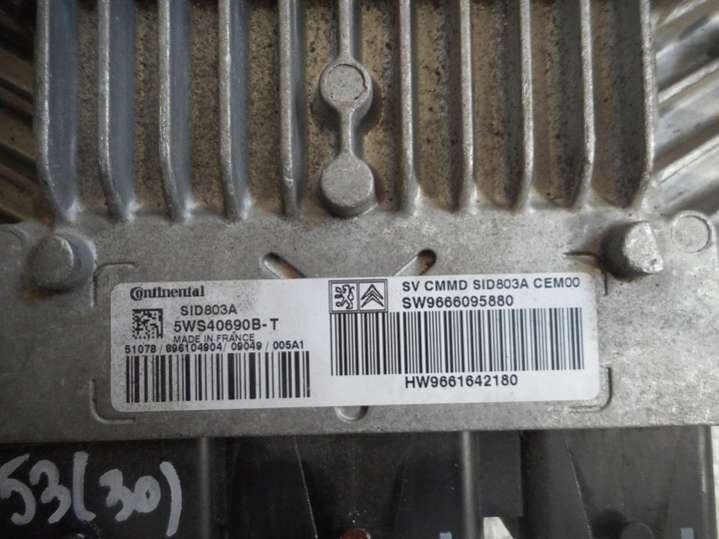 Continental
SID803A
5WS40690B-T
MADE IN FRANCE
51078 / 896104904 / 09049 / 005A1
SV CMMD SID803A CEM00
SW9666095880
HW9661642180
53(30)